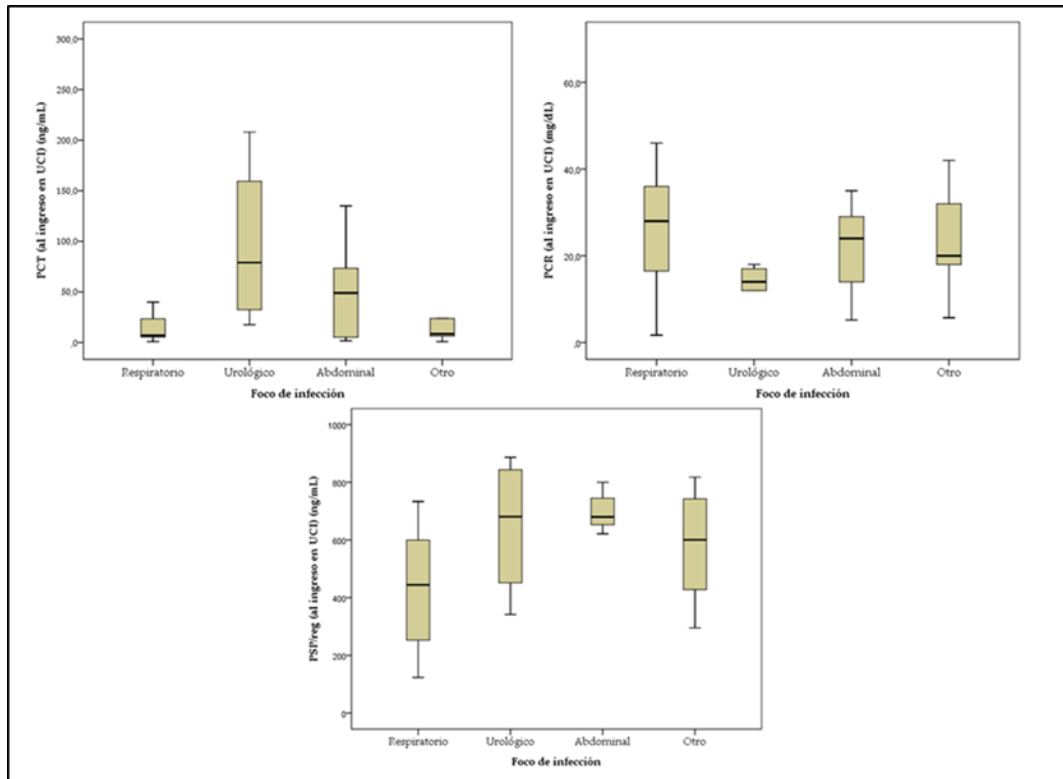 PCT (al ingreso en UCI) (ng/mL)
300,0
250,0
200,0
150,0
100,0
50,0
,0
Respiratorio Urológico Abdominal Otro
Foco de infección
PCR (al ingreso en UCI) (mg/dL)
60,0
40,0
20,0
,0
Respiratorio Urológico Abdominal Otro
Foco de infección
PSP/reg (al ingreso en UCI) (ng/mL)
1000
800
600
400
200
0
Respiratorio Urológico Abdominal Otro
Foco de infección